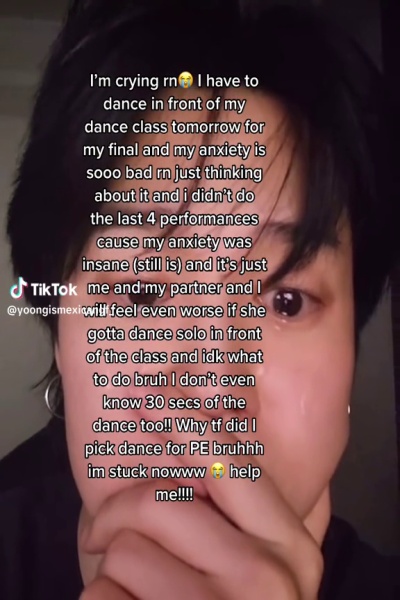 I'm crying rn😭 I have to
dance in front of my
dance class tomorrow for
my final and my anxiety is
sooo bad rn just thinking
about it and i didn't do
the last 4 performances
cause my anxiety was
insane (still is) and it's just
me and my partner and I
will feel even worse if she
gotta dance solo in front
of the class and idk what
to do bruh I don't even
know 30 secs of the
dance too!! Why tf did I
pick dance for PE bruhhh
im stuck nowww 😭 help
me!!!!
TikTok